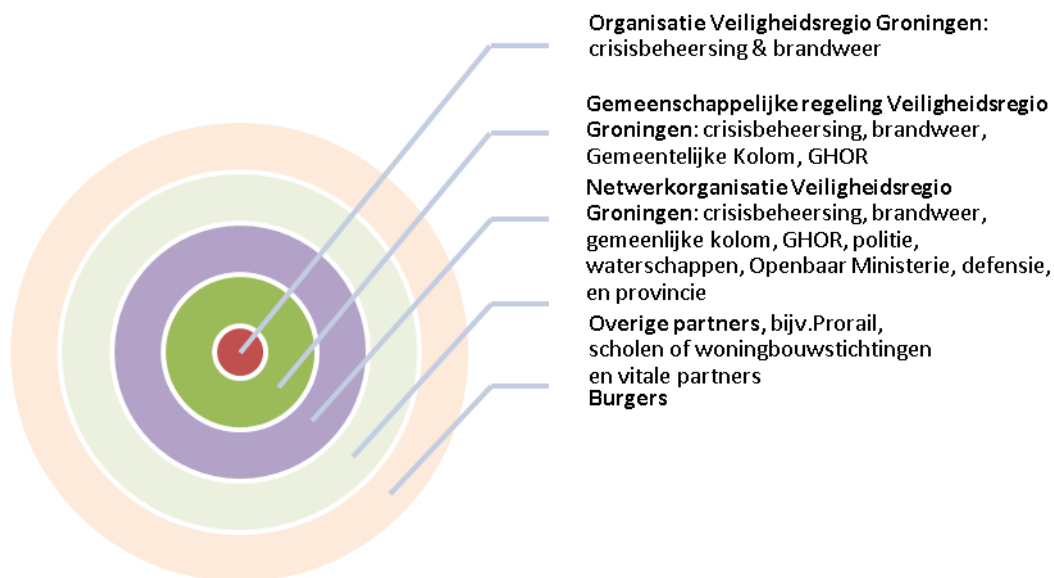 Organisatie Veiligheidsregio Groningen:
crisisbeheersing & brandweer
Gemeenschappelijke regeling Veiligheidsregio
Groningen: crisisbeheersing, brandweer,
Gemeentelijke Kolom, GHOR
Netwerkorganisatie Veiligheidsregio
Groningen: crisisbeheersing, brandweer,
gemeenlijke kolom, GHOR, politie,
waterschappen, Openbaar Ministerie, defensie,
en provincie
Overige partners, bijv.Prorail,
scholen of woningbouwstichtingen
en vitale partners
Burgers